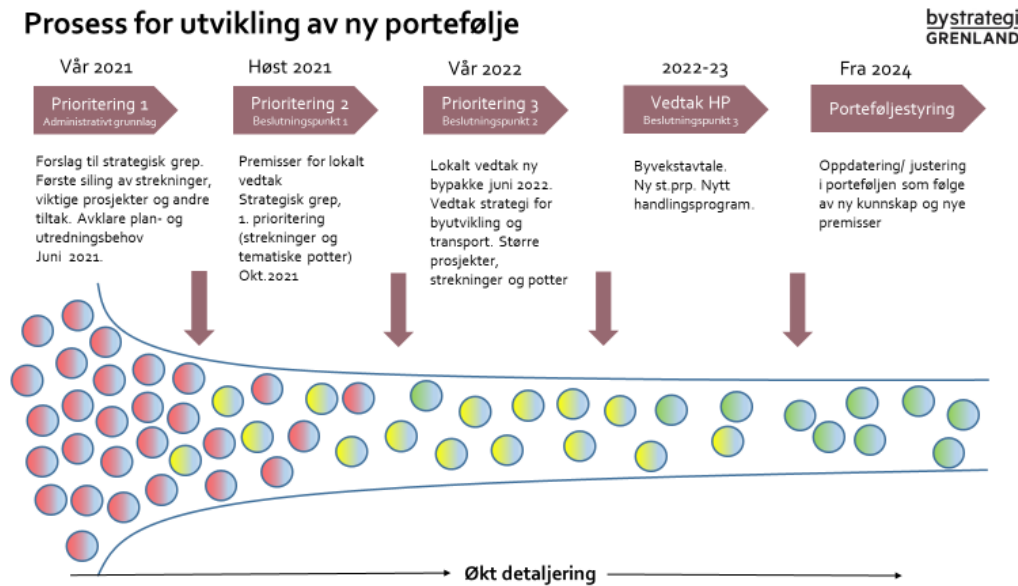 Prosess for utvikling av ny portefølje
bystrategi
GRENLAND
Vår 2021
Prioritering 1
Administrativt grunnlag
Forslag til strategisk grep.
Første siling av strekninger,
viktige prosjekter og andre
tiltak. Avklare plan- og
utredningsbehov
Juni 2021.
Høst 2021
Prioritering 2
Beslutningspunkt 1
Premisser for lokalt
vedtak
Strategisk grep,
1. prioritering
(strekninger og
tematiske potter)
Okt.2021
Vår 2022
Prioritering 3
Beslutningspunkt 2
Lokalt vedtak ny
bypakke juni 2022.
Vedtak strategi for
byutvikling og
transport. Større
prosjekter,
strekninger og potter
2022-23
Vedtak HP
Beslutningspunkt 3
Byvekstavtale.
Ny st.prp. Nytt
handlingsprogram.
Fra 2024
Porteføljestyring
Oppdatering/ justering
i porteføljen som følge
av ny kunnskap og nye
premisser
Økt detaljering